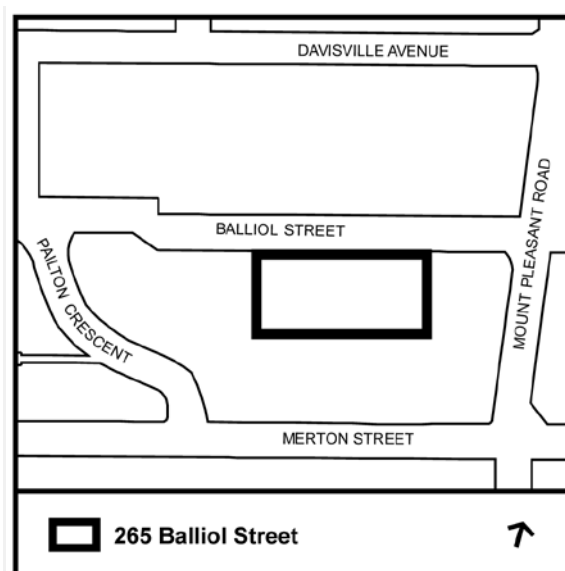 DAVISVILLE AVENUE
BALLIOL STREET
MOUNT PLEASANT ROAD
PAILTON CRESCENT
MERTON STREET
265 Balliol Street